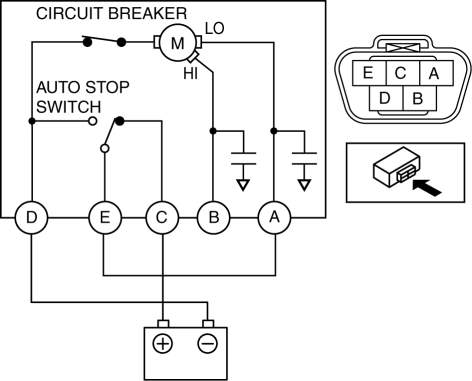 CIRCUIT BREAKER
LO
M
HI
AUTO STOP
SWITCH
E C A
D B
D E C B A
+ −